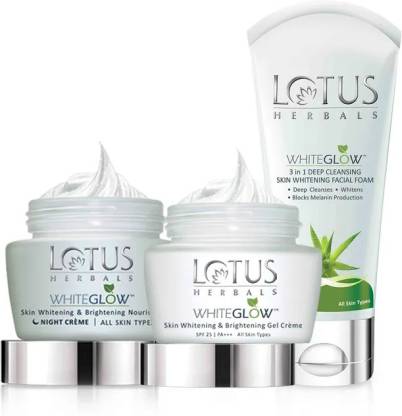 LOTUS
HERBALS
WHITEGLOW™
3 in 1 DEEP CLEANSING
SKIN WHITENING FACIAL FOAM
• Deep Cleanses • Whitens
• Blocks Melanin Production
All Skin Types
LOTUS
HERBALS
WHITEGLOW™
Skin Whitening & Brightening
NIGHT CRÈME | ALL SKIN
LOTUS
HERBALS
WHITEGLOW™
Skin Whitening & Brightening Gel Crème
SPF 25 | PA+++ All Skin Types